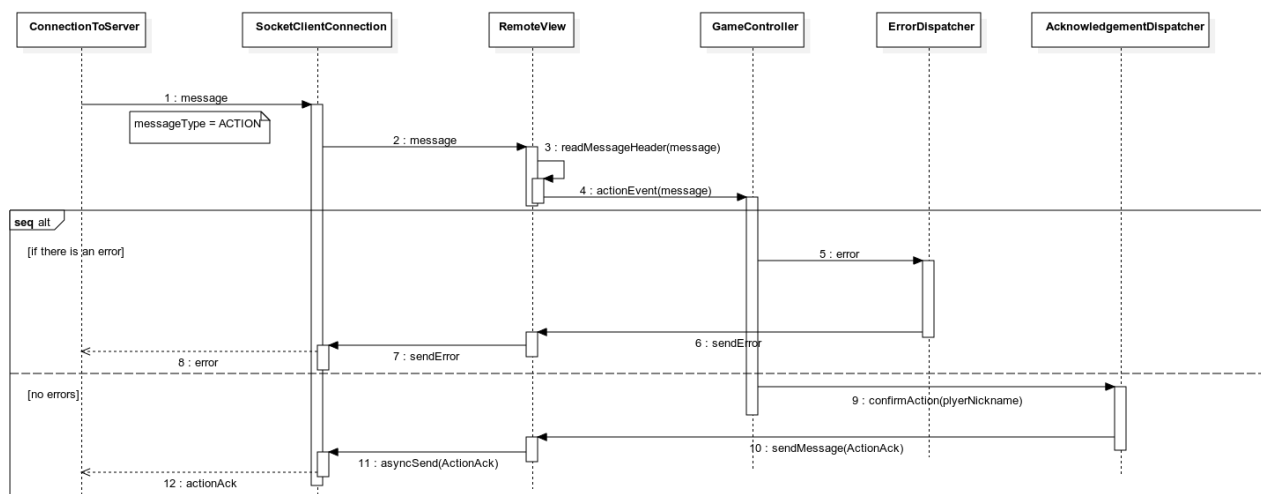 ConnectionToServer
SocketClientConnection
RemoteView
GameController
ErrorDispatcher
AcknowledgementDispatcher
1 : message
messageType = ACTION
2 : message
3 : readMessageHeader(message)
4 : actionEvent(message)
seq alt
[if there is an error]
5 : error
6 : sendError
7 : sendError
8 : error
[no errors]
9 : confirmAction(plyerNickname)
10 : sendMessage(ActionAck)
11 : asyncSend(ActionAck)
12 : actionAck